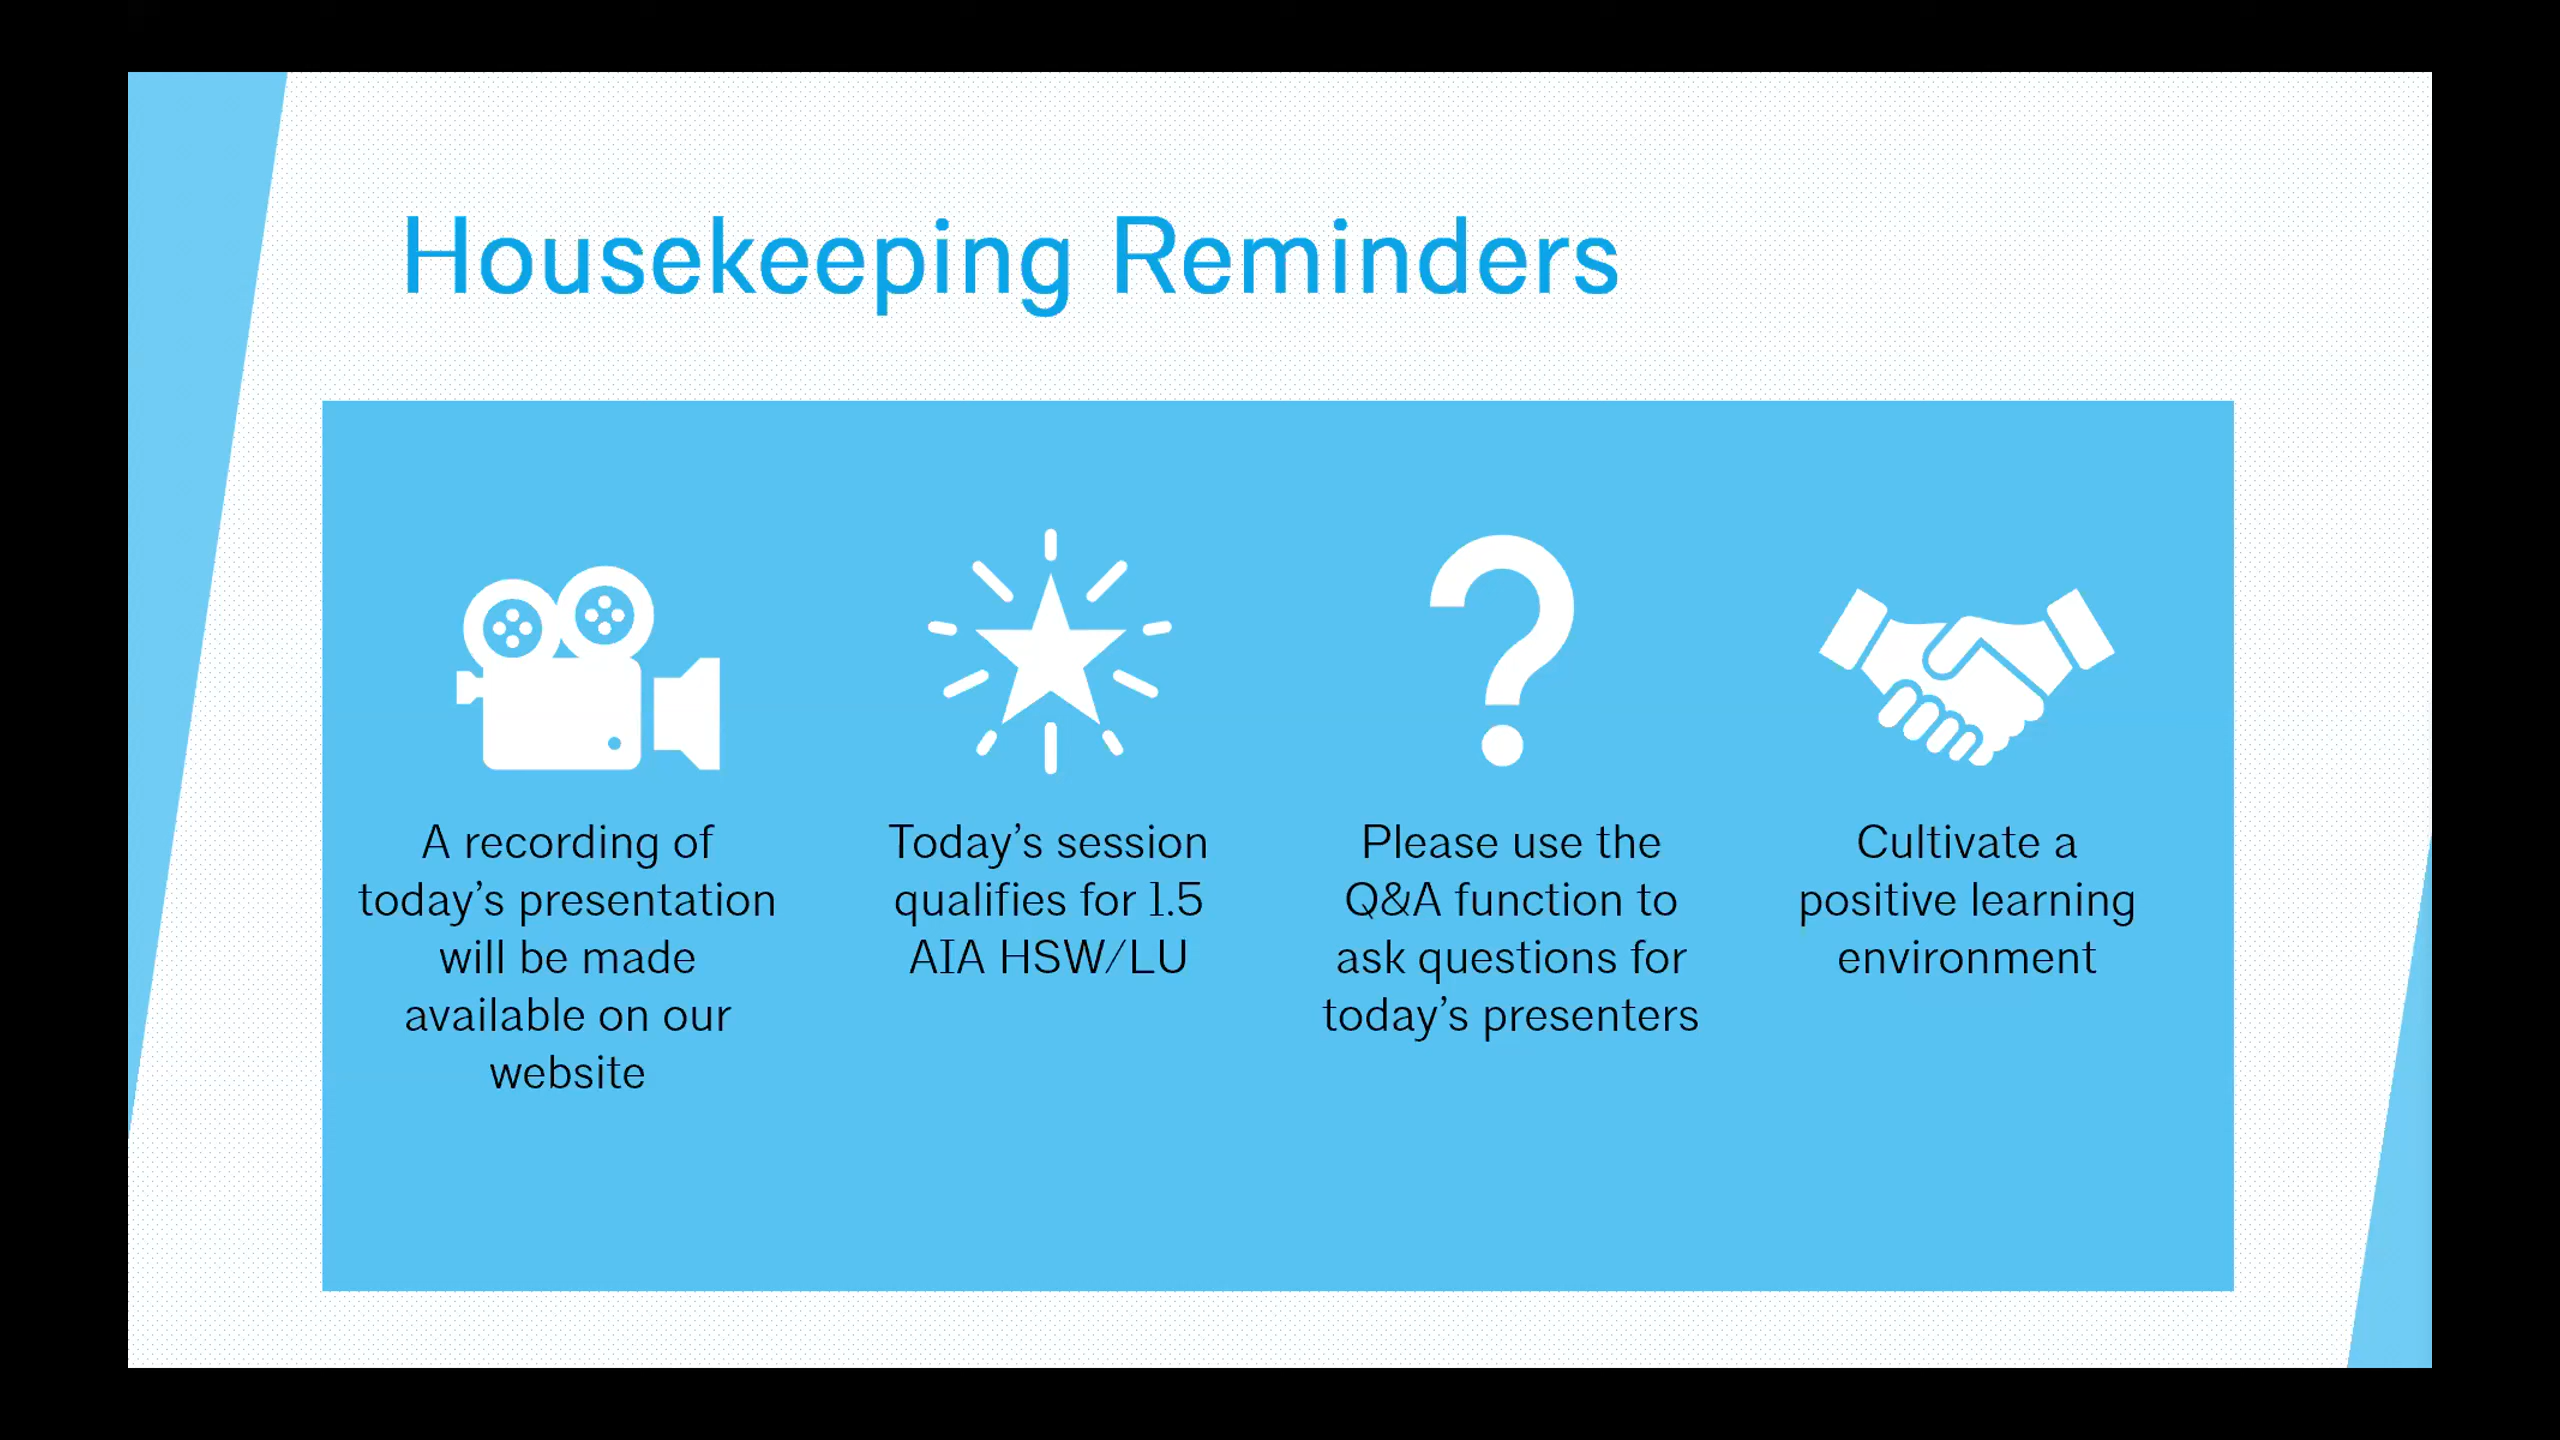 Housekeeping Reminders
A recording of
today’s presentation
will be made
available on our
website
Today’s session
qualifies for 1.5
AIA HSW/LU
Please use the
Q&A function to
ask questions for
today’s presenters
Cultivate a
positive learning
environment